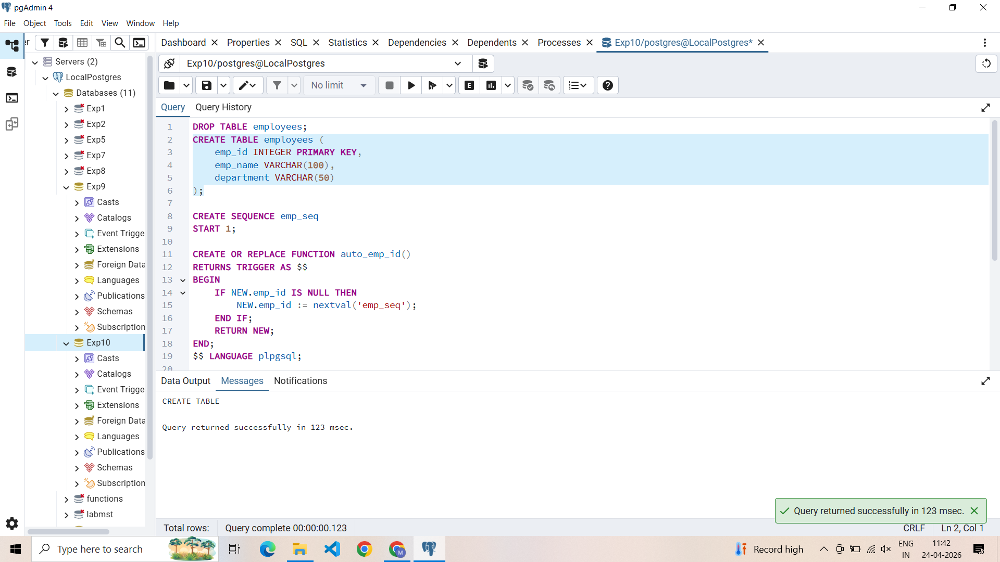 pgAdmin 4
File Object Tools Edit View Window Help
Dashboard Properties SQL Statistics Dependencies Dependents Processes Exp10/postgres@LocalPostgres*
Servers (2)
LocalPostgres
Databases (11)
Exp1
Exp2
Exp5
Exp7
Exp8
Exp9
Casts
Catalogs
Event Trigge
Extensions
Foreign Data
Languages
Publications
Schemas
Subscription
Exp10
Casts
Catalogs
Event Trigge
Extensions
Foreign Data
Languages
Publications
Schemas
Subscription
functions
labmst
Exp10/postgres@LocalPostgres
No limit
E
Query Query History
1 DROP TABLE employees;
2 CREATE TABLE employees (
3 emp_id INTEGER PRIMARY KEY,
4 emp_name VARCHAR(100),
5 department VARCHAR(50)
6 );
7
8 CREATE SEQUENCE emp_seq
9 START 1;
10
11 CREATE OR REPLACE FUNCTION auto_emp_id()
12 RETURNS TRIGGER AS $$
13 BEGIN
14 IF NEW.emp_id IS NULL THEN
15 NEW.emp_id := nextval('emp_seq');
16 END IF;
17 RETURN NEW;
18 END;
19 $$ LANGUAGE plpgsql;
20
Data Output Messages Notifications
CREATE TABLE
Query returned successfully in 123 msec.
Query returned successfully in 123 msec.
Total rows: Query complete 00:00:00.123 CRLF Ln 2, Col 1
Type here to search
M
Record high
ENG
IN
11:42
24-04-2026